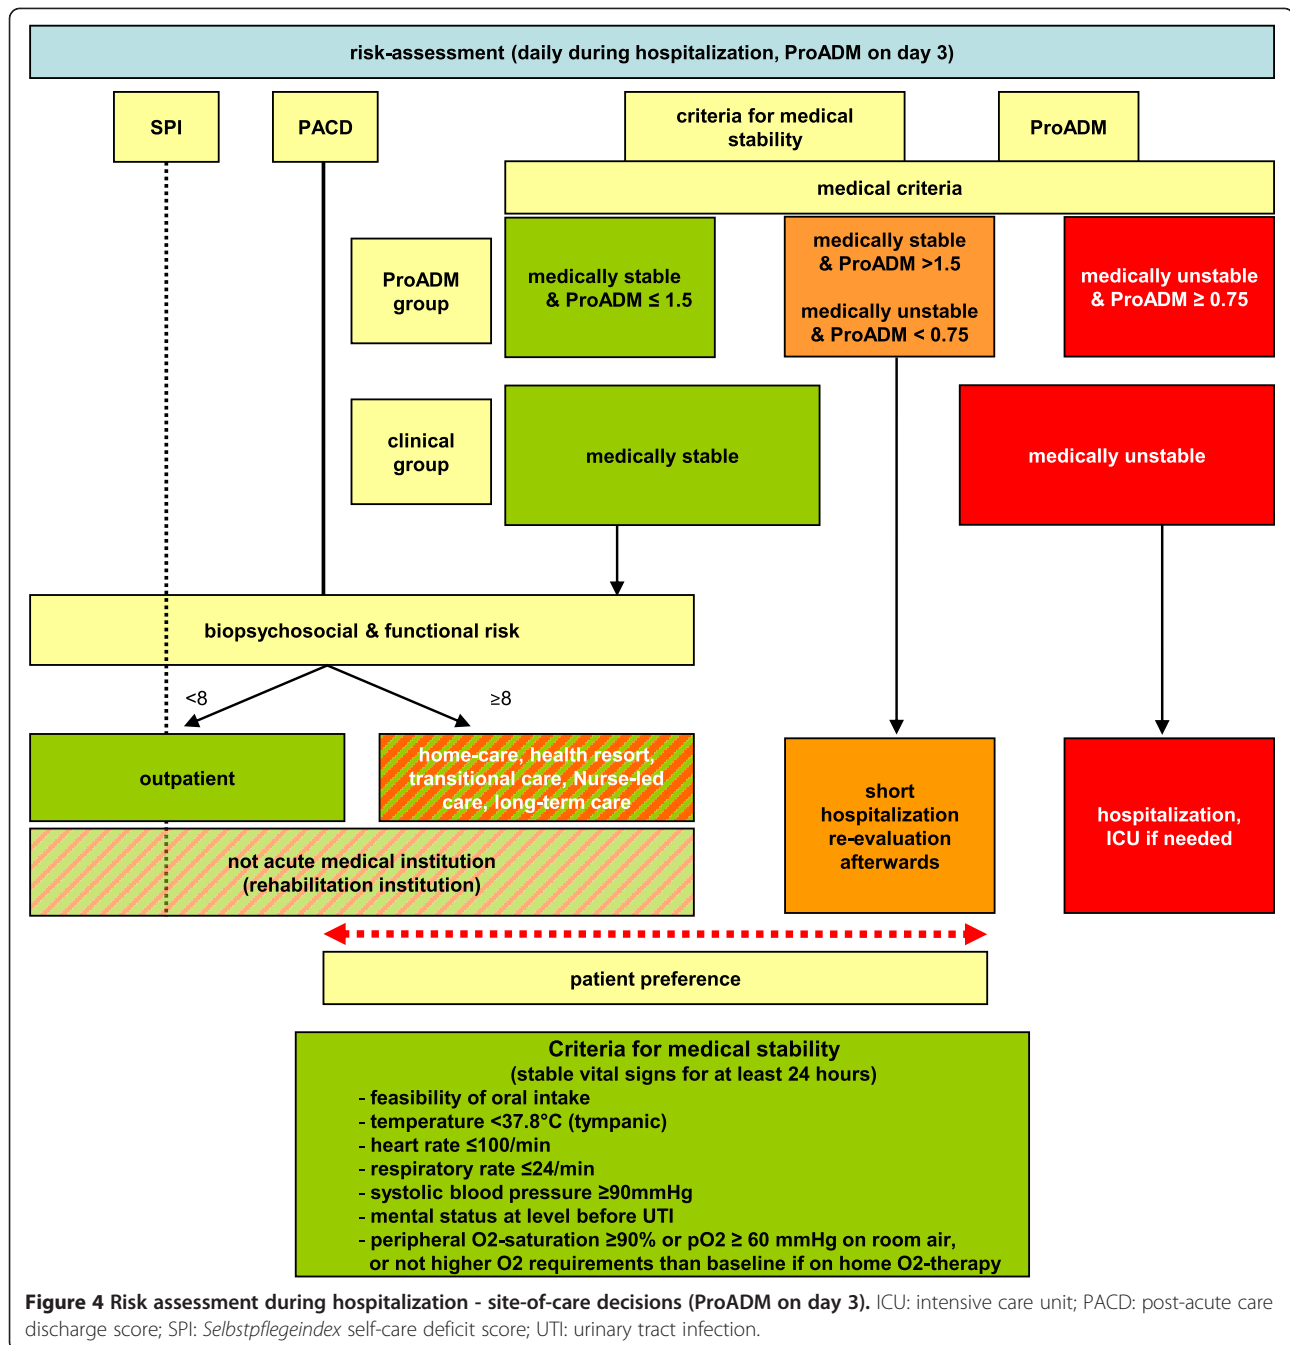 risk-assessment (daily during hospitalization, ProADM on day 3)
SPI
PACD
criteria for medical
stability
ProADM
medical criteria
ProADM
group
medically stable
& ProADM ≤ 1.5
medically stable
& ProADM >1.5
medically unstable
& ProADM < 0.75
medically unstable
& ProADM ≥ 0.75
clinical
group
medically stable
medically unstable
biopsychosocial & functional risk
<8
≥8
outpatient
home-care, health resort,
transitional care, Nurse-led
care, long-term care
short
hospitalization
re-evaluation
afterwards
hospitalization,
ICU if needed
not acute medical institution
(rehabilitation institution)
patient preference
Criteria for medical stability
(stable vital signs for at least 24 hours)
- feasibility of oral intake
- temperature <37.8°C (tympanic)
- heart rate ≤100/min
- respiratory rate ≤24/min
- systolic blood pressure ≥90mmHg
- mental status at level before UTI
- peripheral O2-saturation ≥90% or pO2 ≥ 60 mmHg on room air,
or not higher O2 requirements than baseline if on home O2-therapy
Figure 4 Risk assessment during hospitalization - site-of-care decisions (ProADM on day 3). ICU: intensive care unit; PACD: post-acute care
discharge score; SPI: Selbstpflegeindex self-care deficit score; UTI: urinary tract infection.